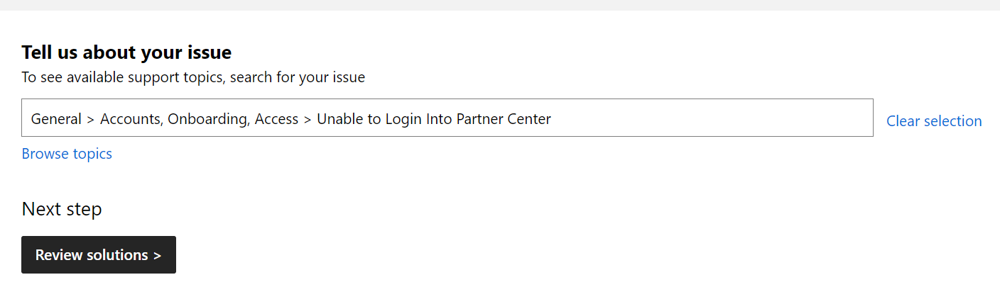 Tell us about your issue
To see available support topics, search for your issue
General > Accounts, Onboarding, Access > Unable to Login Into Partner Center
Clear selection
Browse topics
Next step
Review solutions >